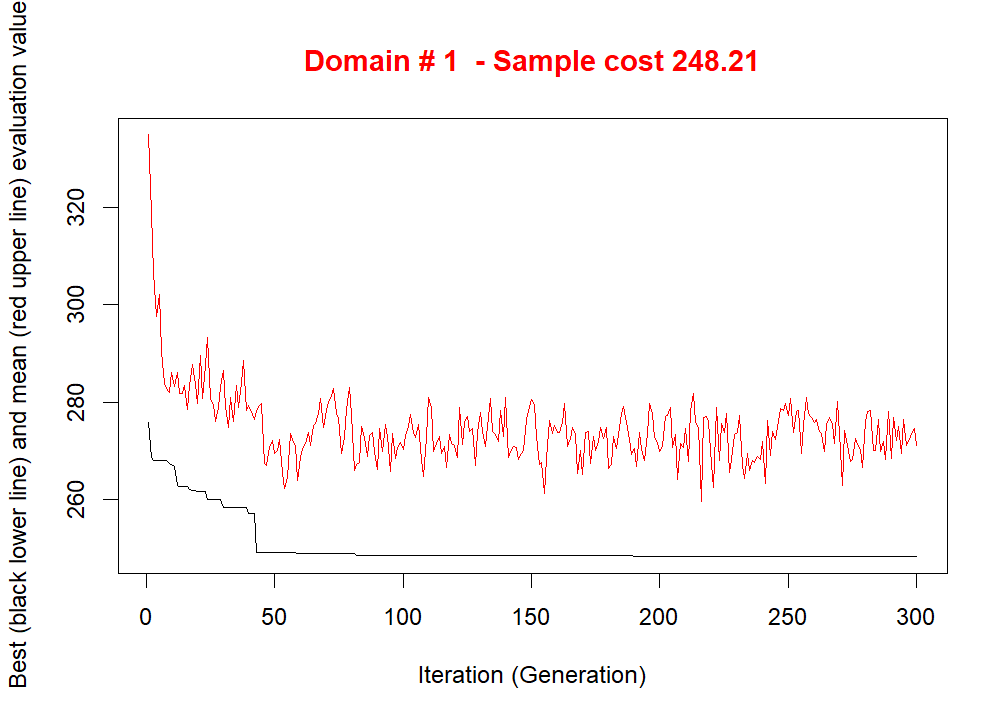 Domain # 1  - Sample cost 248.21
Best (black lower line) and mean (red upper line) evaluation value
320
300
280
260
0 50 100 150 200 250 300
Iteration (Generation)